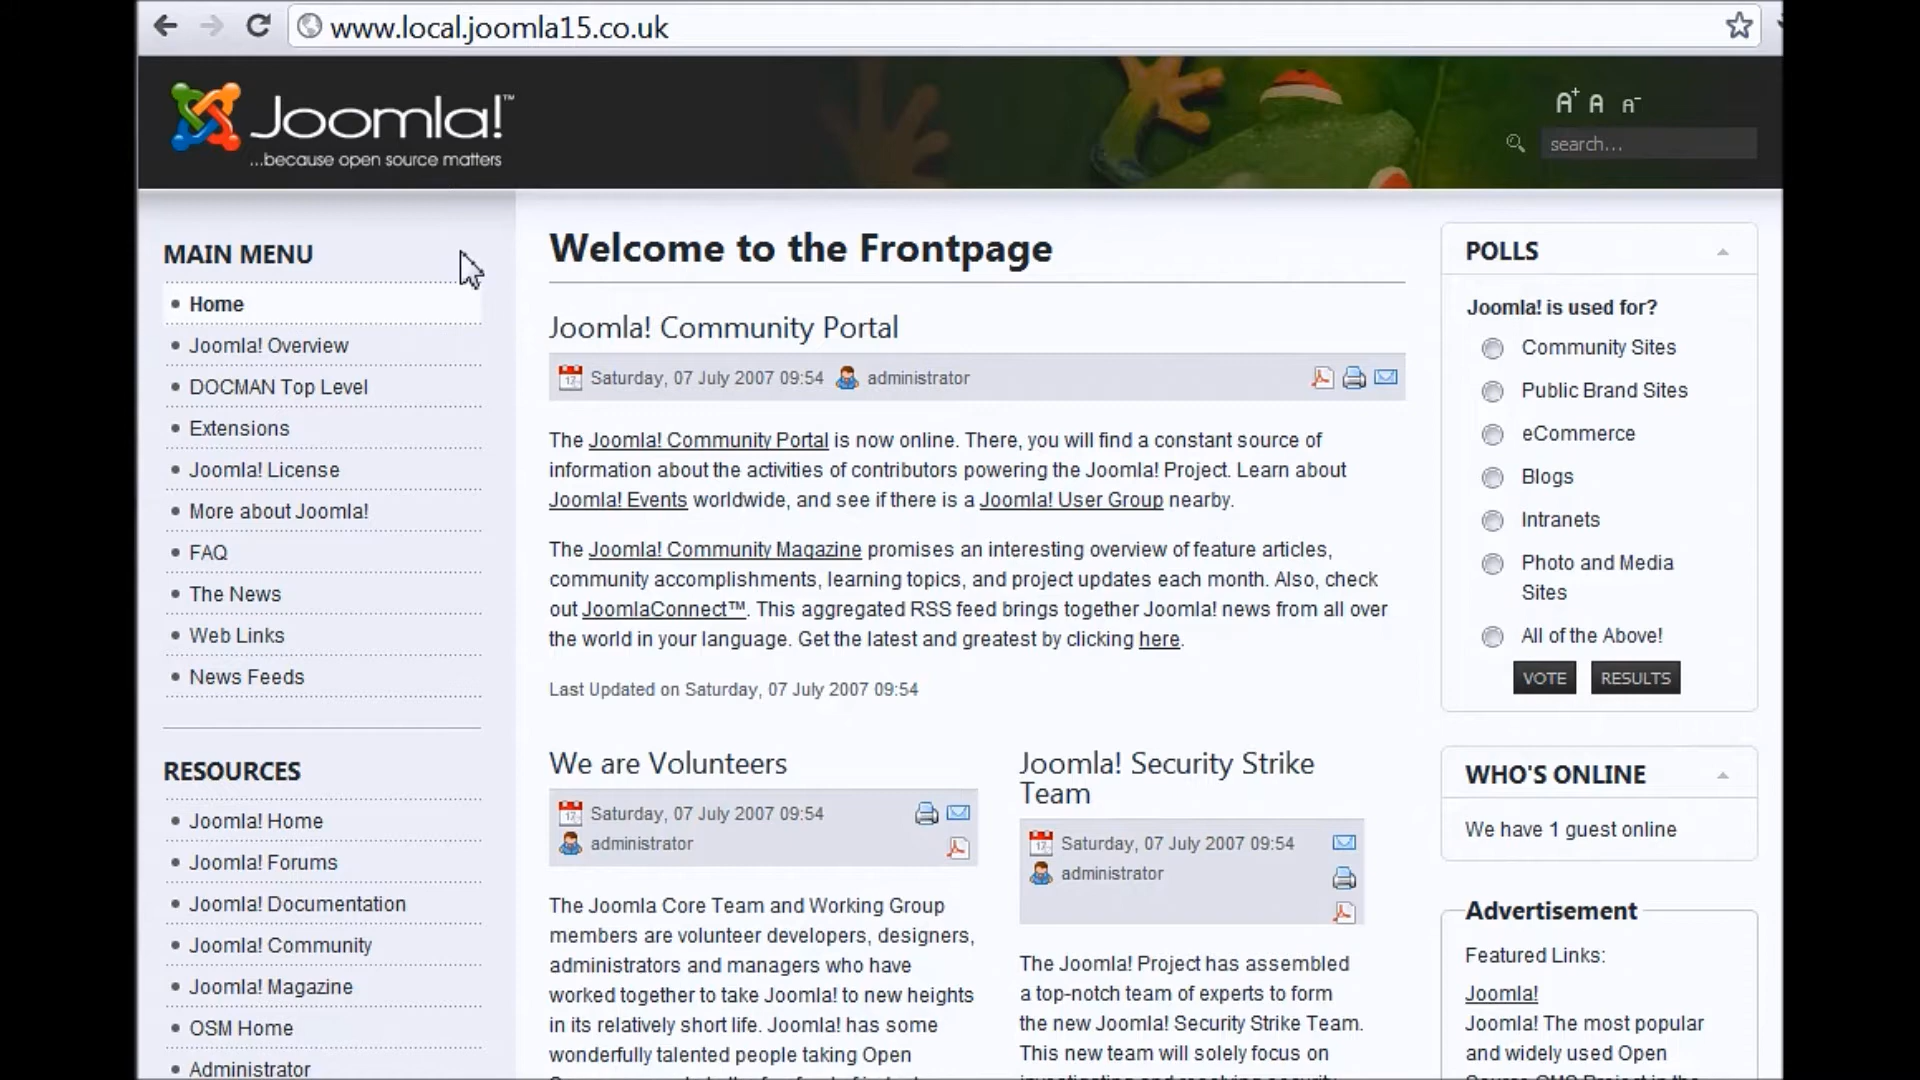 www.local.joomla15.co.uk
Joomla!™
...because open source matters
A+ A A-
search...
MAIN MENU
Home
Joomla! Overview
DOCMAN Top Level
Extensions
Joomla! License
More about Joomla!
FAQ
The News
Web Links
News Feeds
RESOURCES
Joomla! Home
Joomla! Forums
Joomla! Documentation
Joomla! Community
Joomla! Magazine
OSM Home
Administrator
Welcome to the Frontpage
Joomla! Community Portal
Saturday, 07 July 2007 09:54 administrator
The Joomla! Community Portal is now online. There, you will find a constant source of
information about the activities of contributors powering the Joomla! Project. Learn about
Joomla! Events worldwide, and see if there is a Joomla! User Group nearby.
The Joomla! Community Magazine promises an interesting overview of feature articles,
community accomplishments, learning topics, and project updates each month. Also, check
out JoomlaConnect™. This aggregated RSS feed brings together Joomla! news from all over
the world in your language. Get the latest and greatest by clicking here.
Last Updated on Saturday, 07 July 2007 09:54
We are Volunteers
Saturday, 07 July 2007 09:54
administrator
The Joomla Core Team and Working Group
members are volunteer developers, designers,
administrators and managers who have
worked together to take Joomla! to new heights
in its relatively short life. Joomla! has some
wonderfully talented people taking Open
Joomla! Security Strike
Team
Saturday, 07 July 2007 09:54
administrator
The Joomla! Project has assembled
a top-notch team of experts to form
the new Joomla! Security Strike Team.
This new team will solely focus on
POLLS
Joomla! is used for?
Community Sites
Public Brand Sites
eCommerce
Blogs
Intranets
Photo and Media
Sites
All of the Above!
VOTE RESULTS
WHO'S ONLINE
We have 1 guest online
Advertisement
Featured Links:
Joomla!
Joomla! The most popular
and widely used Open